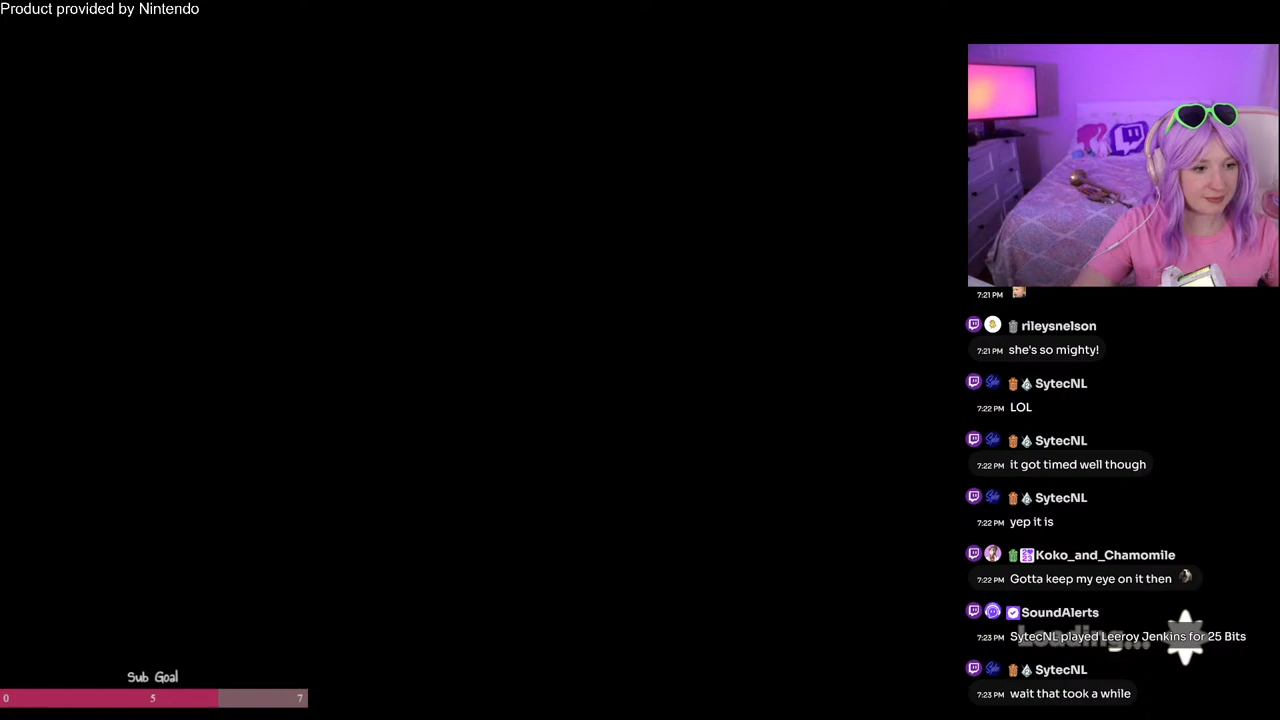 Product provided by Nintendo
7:21 PM
rileysnelson
7:21 PM she's so mighty!
SytecNL
7:22 PM LOL
SytecNL
7:22 PM it got timed well though
SytecNL
7:22 PM yep it is
Koko_and_Chamomile
7:22 PM Gotta keep my eye on it then
SoundAlerts
7:23 PM SytecNL played Leeroy Jenkins for 25 Bits
Loading...
SytecNL
7:23 PM wait that took a while
Sub Goal
0 5 7